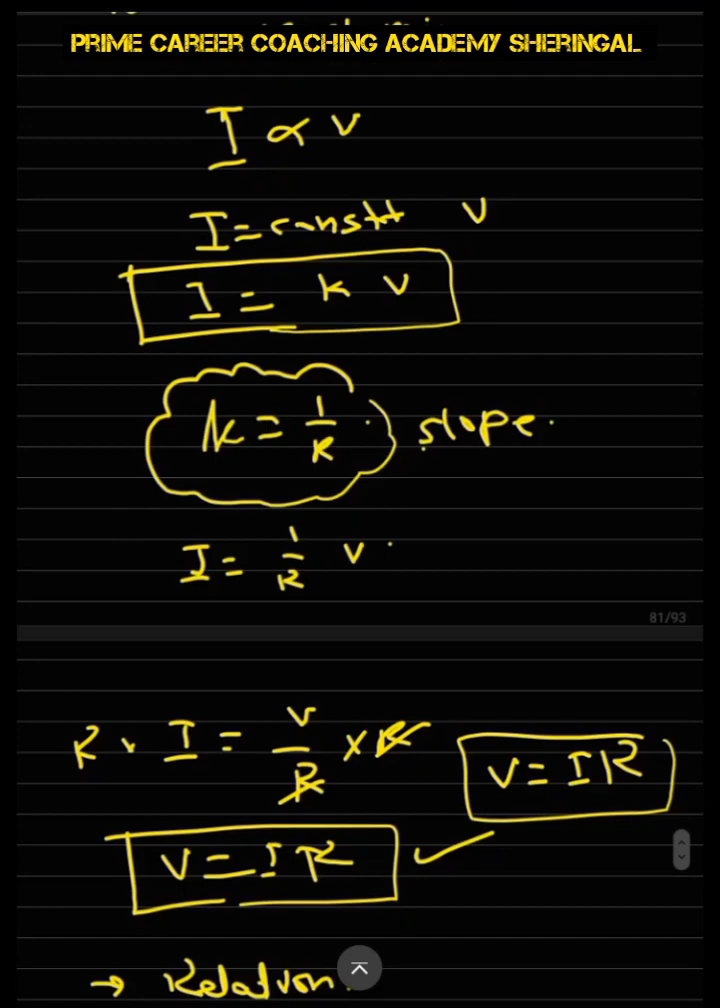 PRIME CAREER COACHING ACADEMY SHERINGAL
I ∝ V
I = constt V
I = k V
k = 1/R slope.
I = 1/R V
81/93
R × I = V/R × R
V = IR
V = IR ✓
→ Relation